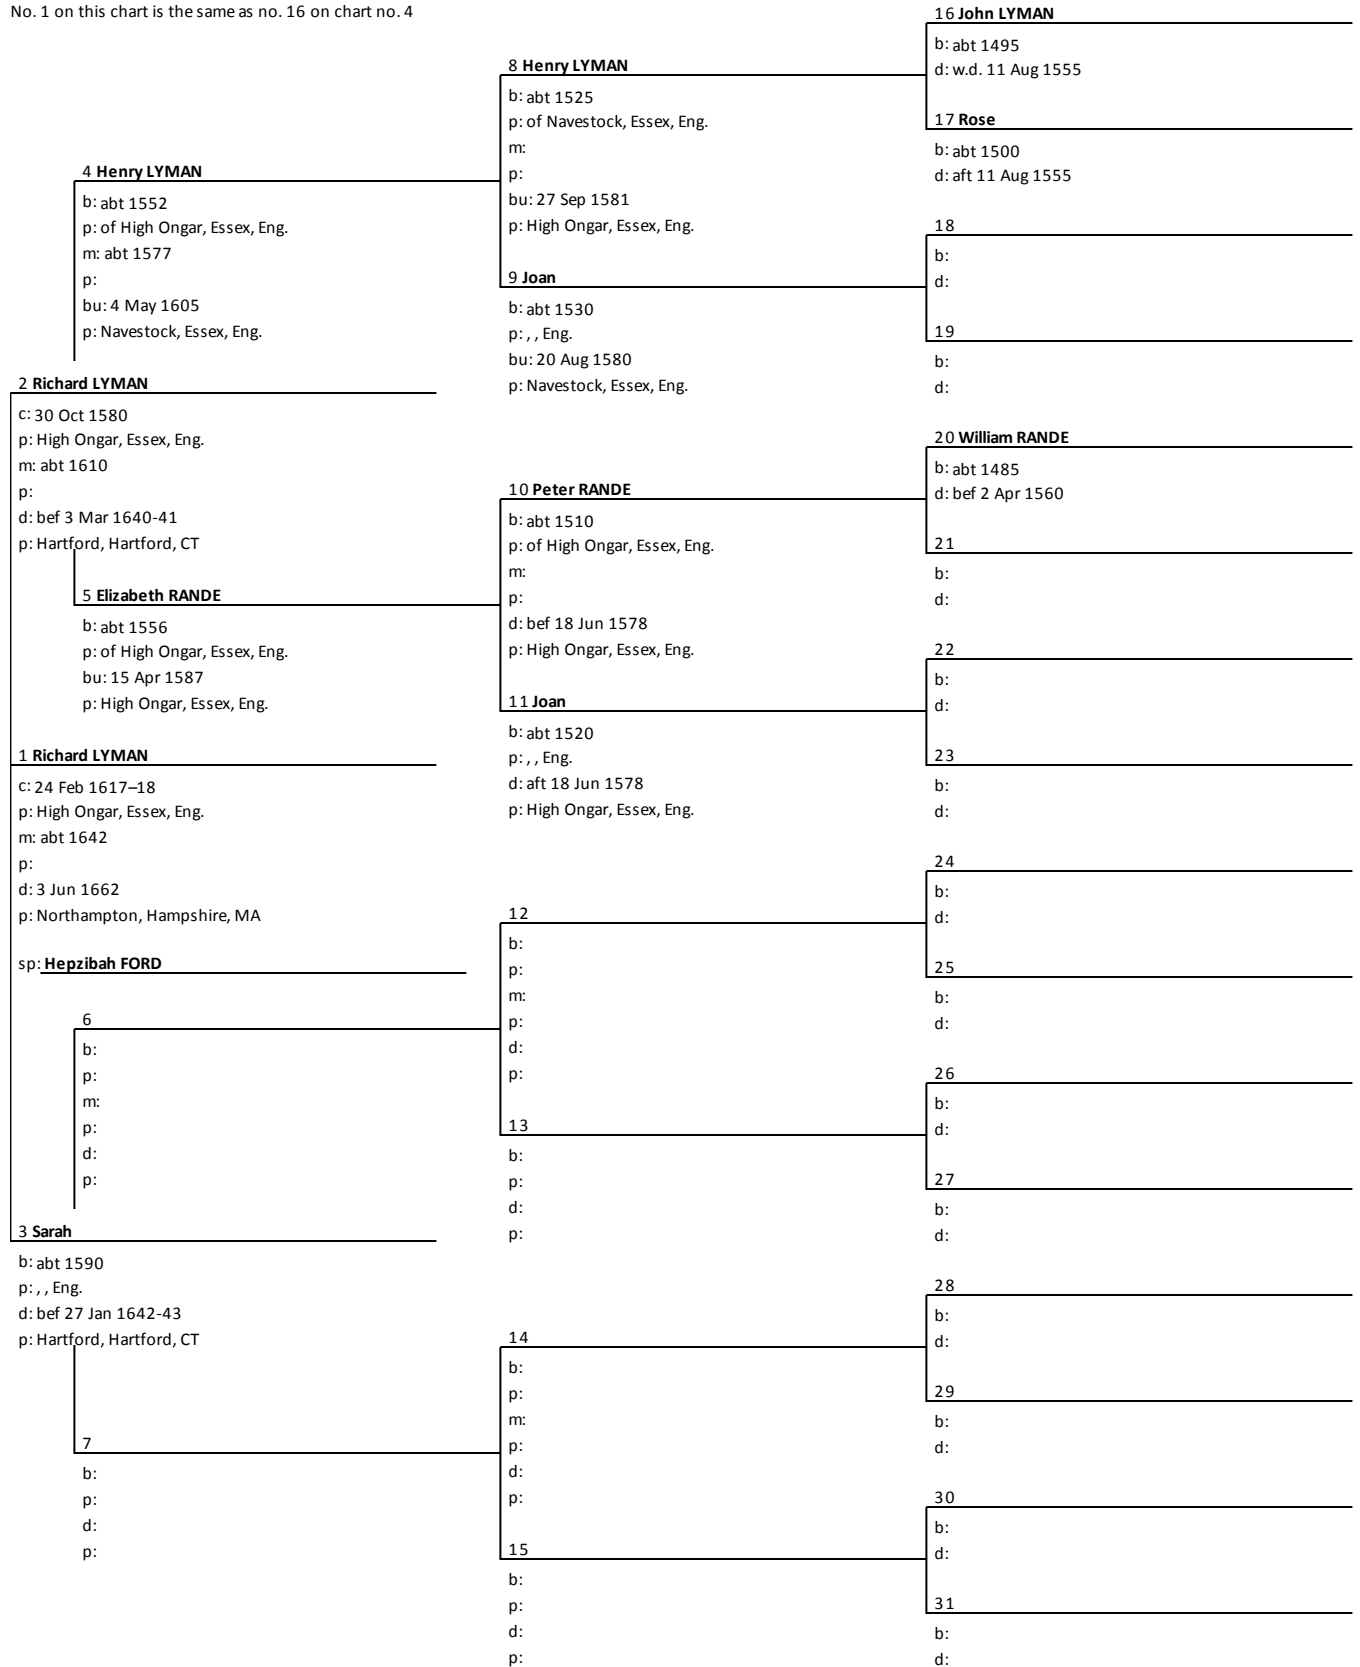 No. 1 on this chart is the same as no. 16 on chart no. 4
16 John LYMAN
b: abt 1495
d: w.d. 11 Aug 1555
8 Henry LYMAN
b: abt 1525
p: of Navestock, Essex, Eng.
m:
p:
bu: 27 Sep 1581
p: High Ongar, Essex, Eng.
17 Rose
b: abt 1500
d: aft 11 Aug 1555
4 Henry LYMAN
b: abt 1552
p: of High Ongar, Essex, Eng.
m: abt 1577
p:
bu: 4 May 1605
p: Navestock, Essex, Eng.
18
b:
d:
9 Joan
b: abt 1530
p: , , Eng.
bu: 20 Aug 1580
p: Navestock, Essex, Eng.
19
b:
d:
2 Richard LYMAN
c: 30 Oct 1580
p: High Ongar, Essex, Eng.
m: abt 1610
p:
d: bef 3 Mar 1640-41
p: Hartford, Hartford, CT
20 William RANDE
b: abt 1485
d: bef 2 Apr 1560
10 Peter RANDE
b: abt 1510
p: of High Ongar, Essex, Eng.
m:
p:
d: bef 18 Jun 1578
p: High Ongar, Essex, Eng.
21
b:
d:
5 Elizabeth RANDE
b: abt 1556
p: of High Ongar, Essex, Eng.
bu: 15 Apr 1587
p: High Ongar, Essex, Eng.
22
b:
d:
11 Joan
b: abt 1520
p: , , Eng.
d: aft 18 Jun 1578
p: High Ongar, Essex, Eng.
23
b:
d:
1 Richard LYMAN
c: 24 Feb 1617–18
p: High Ongar, Essex, Eng.
m: abt 1642
p:
d: 3 Jun 1662
p: Northampton, Hampshire, MA
sp: Hepzibah FORD
24
b:
d:
12
b:
p:
m:
p:
d:
p:
25
b:
d:
6
b:
p:
m:
p:
d:
p:
26
b:
d:
13
b:
p:
d:
p:
27
b:
d:
3 Sarah
b: abt 1590
p: , , Eng.
d: bef 27 Jan 1642-43
p: Hartford, Hartford, CT
28
b:
d:
14
b:
p:
m:
p:
d:
p:
29
b:
d:
7
b:
p:
d:
p:
30
b:
d:
15
b:
p:
d:
p:
31
b:
d: